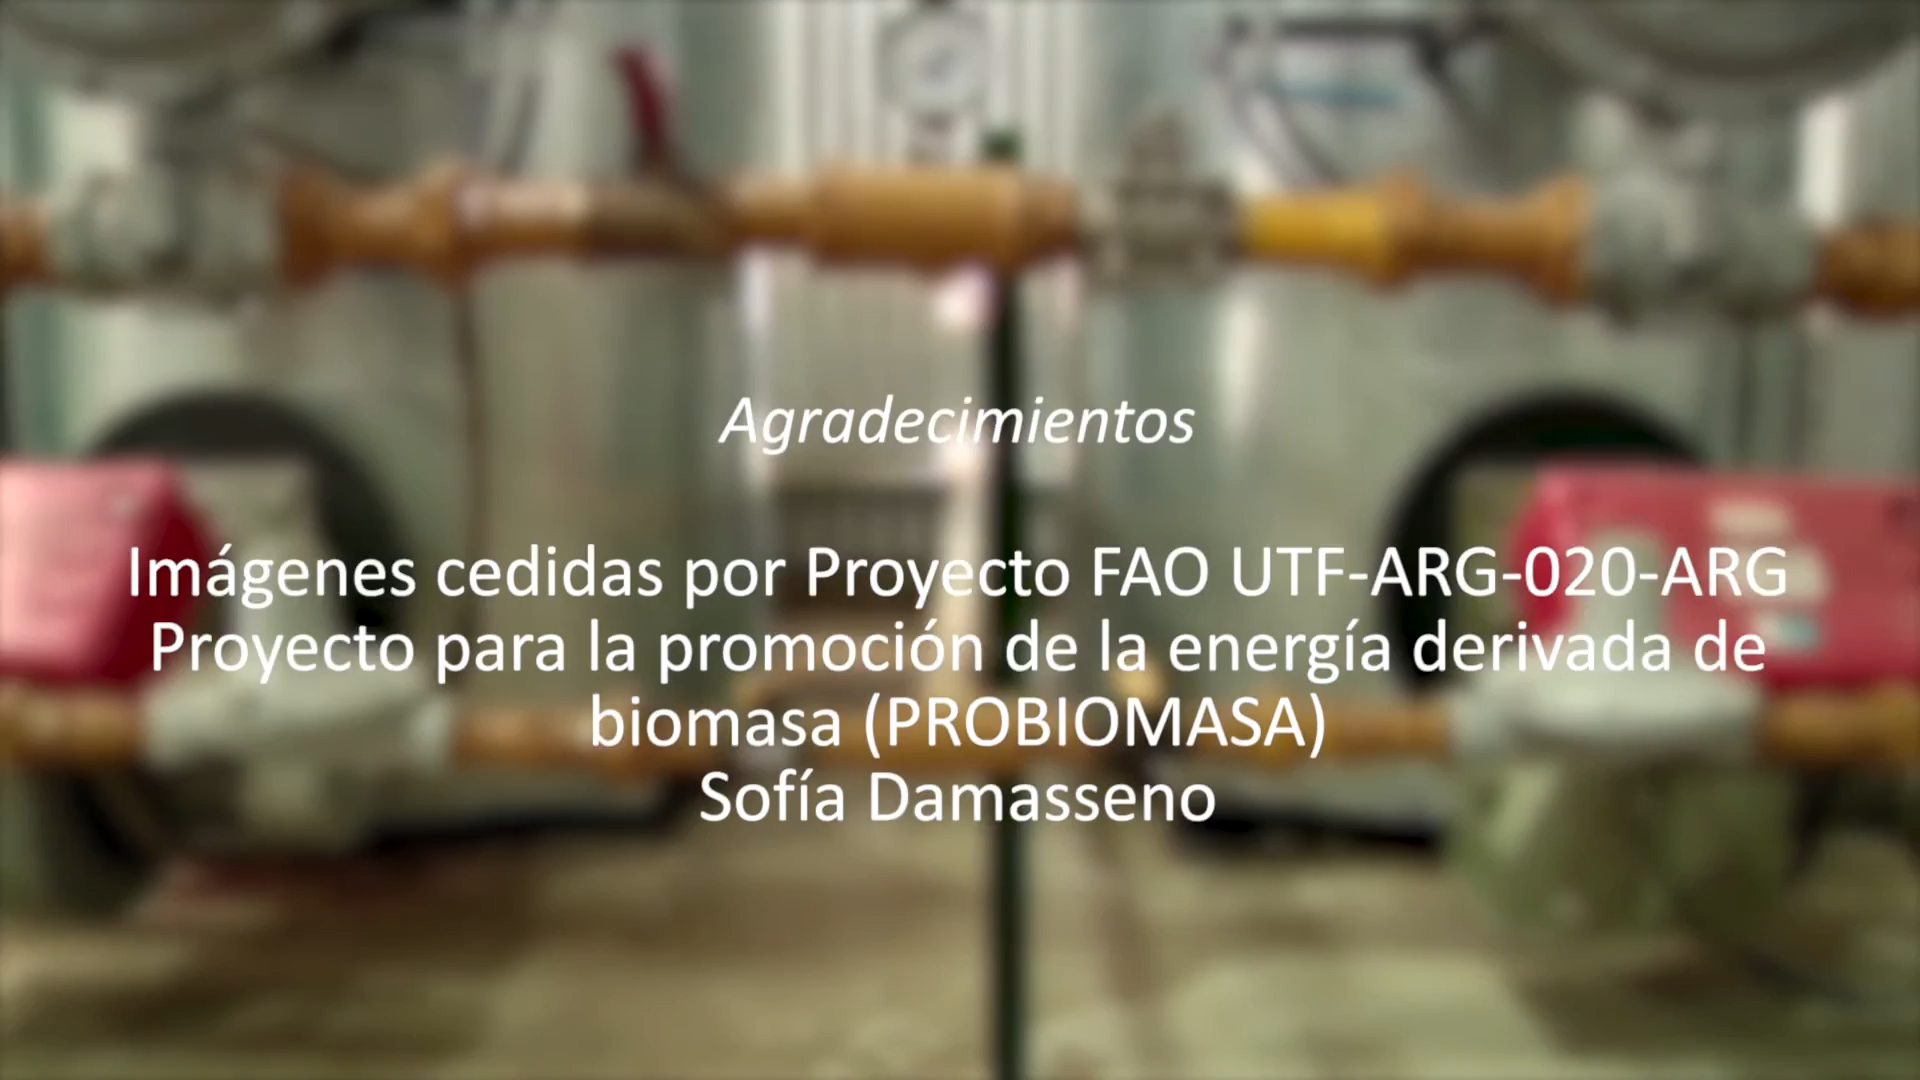 Agradecimientos
Imágenes cedidas por Proyecto FAO UTF-ARG-020-ARG
Proyecto para la promoción de la energía derivada de
biomasa (PROBIOMASA)
Sofía Damasseno